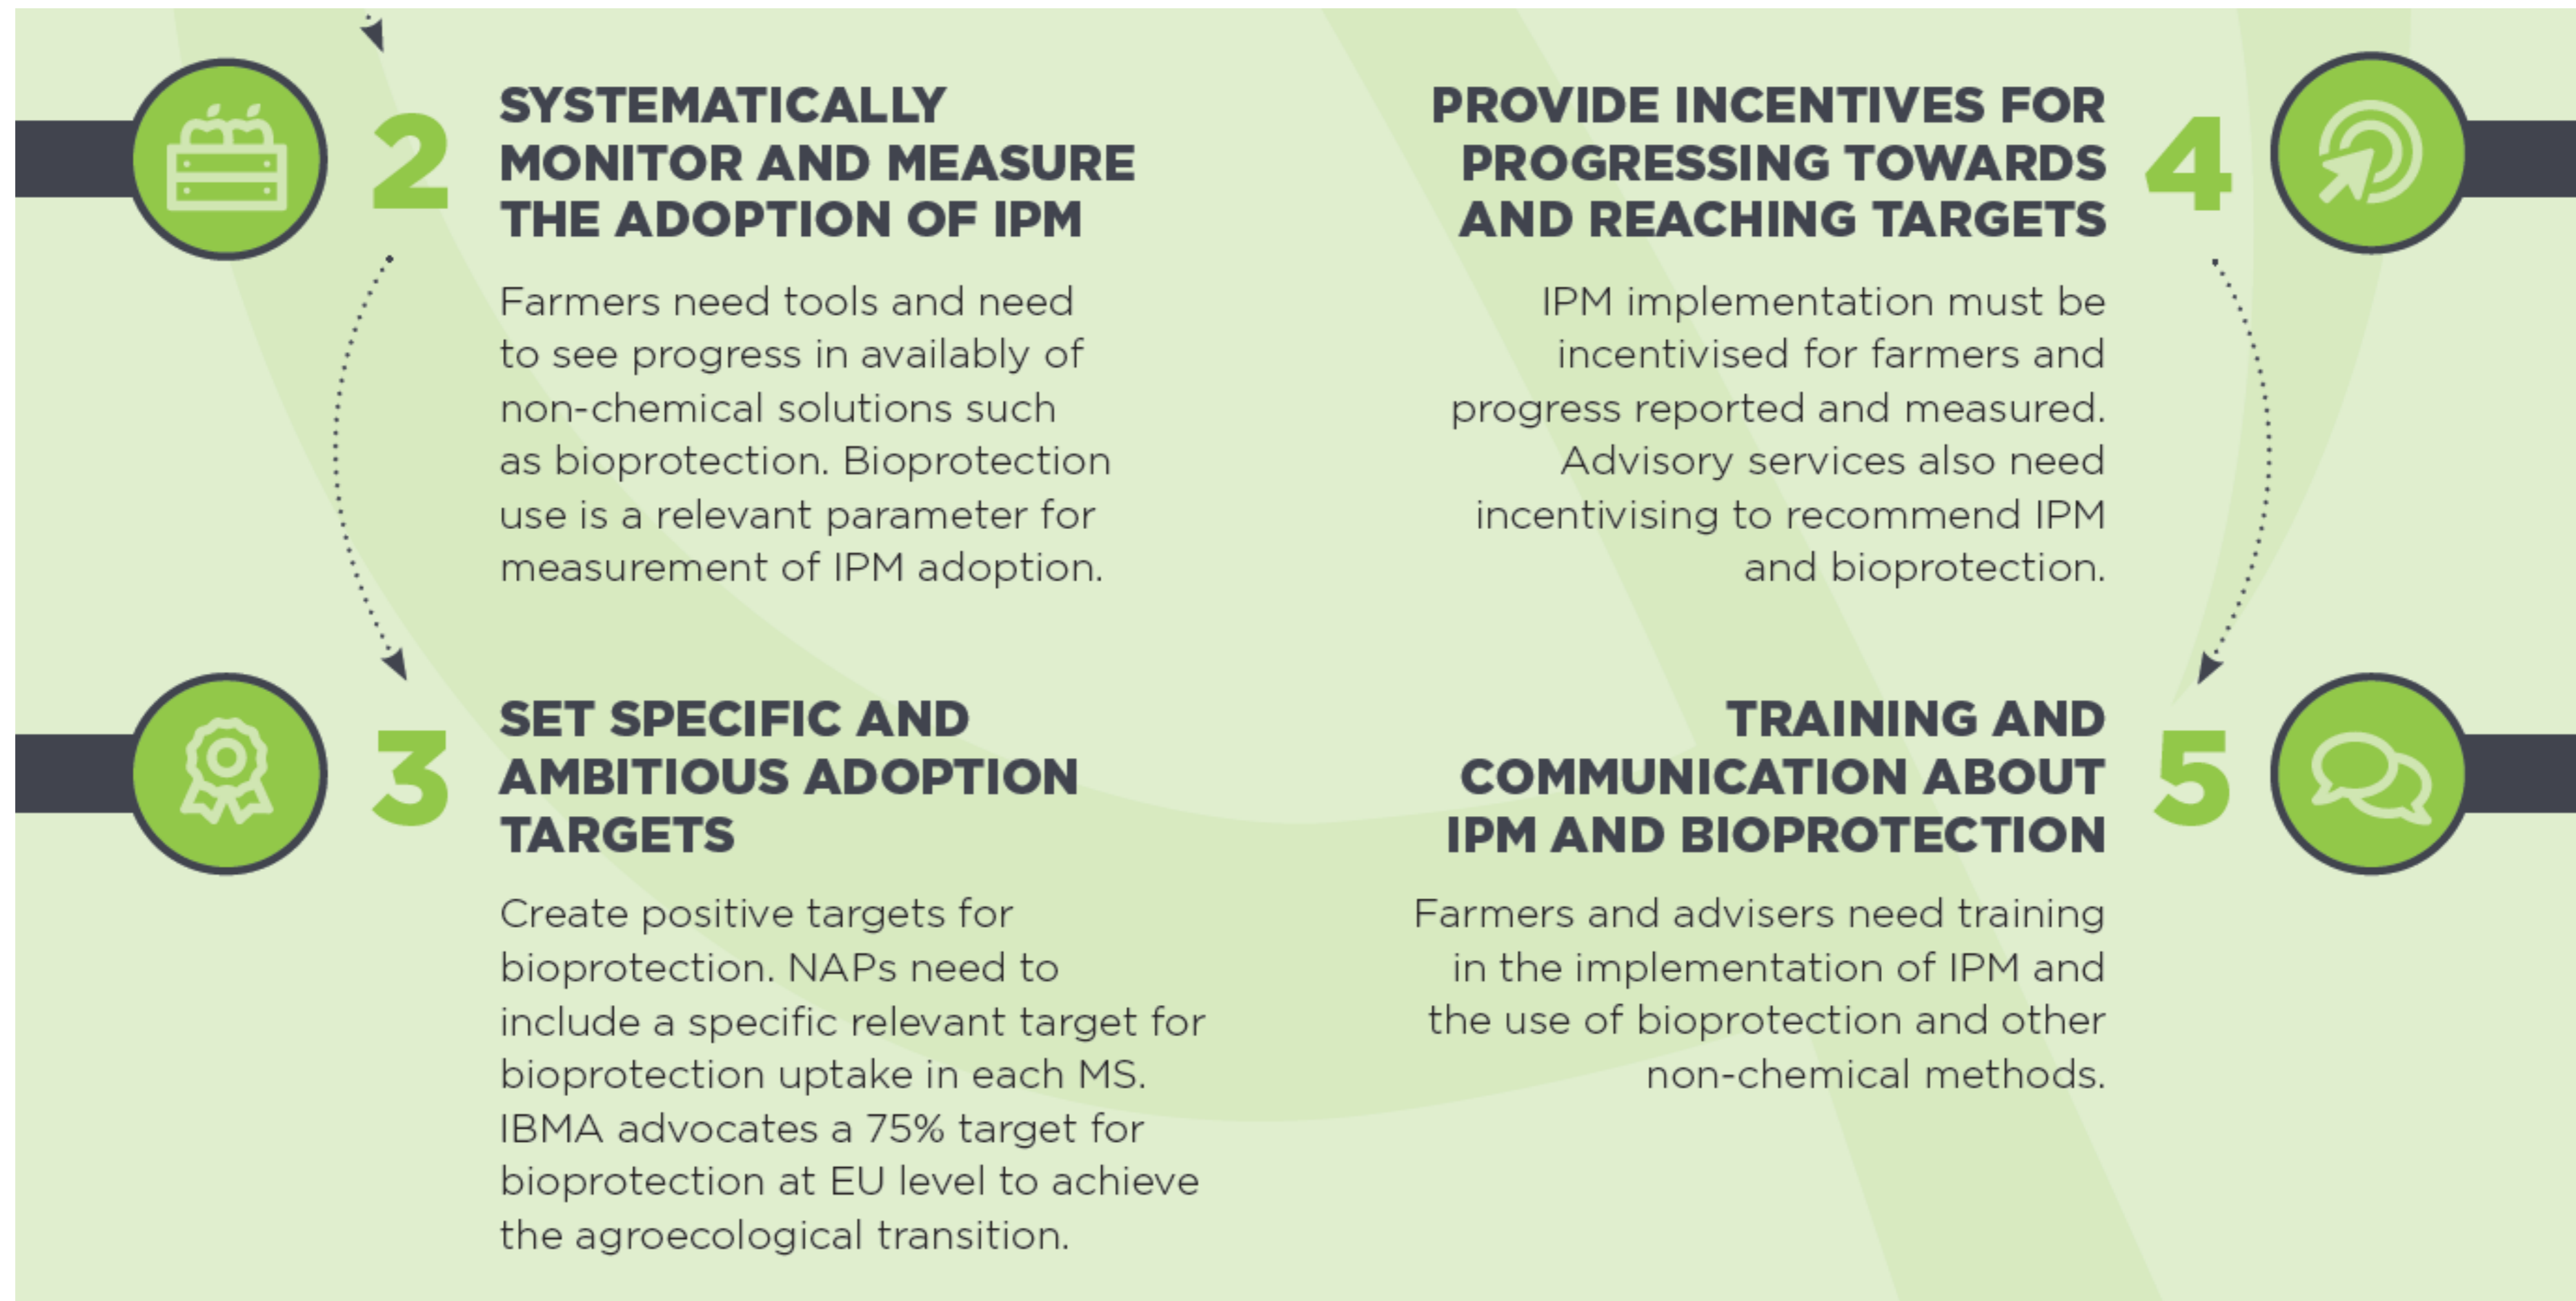 2
SYSTEMATICALLY
MONITOR AND MEASURE
THE ADOPTION OF IPM
Farmers need tools and need
to see progress in availably of
non-chemical solutions such
as bioprotection. Bioprotection
use is a relevant parameter for
measurement of IPM adoption.
3
SET SPECIFIC AND
AMBITIOUS ADOPTION
TARGETS
Create positive targets for
bioprotection. NAPs need to
include a specific relevant target for
bioprotection uptake in each MS.
IBMA advocates a 75% target for
bioprotection at EU level to achieve
the agroecological transition.
4
PROVIDE INCENTIVES FOR
PROGRESSING TOWARDS
AND REACHING TARGETS
IPM implementation must be
incentivised for farmers and
progress reported and measured.
Advisory services also need
incentivising to recommend IPM
and bioprotection.
5
TRAINING AND
COMMUNICATION ABOUT
IPM AND BIOPROTECTION
Farmers and advisers need training
in the implementation of IPM and
the use of bioprotection and other
non-chemical methods.